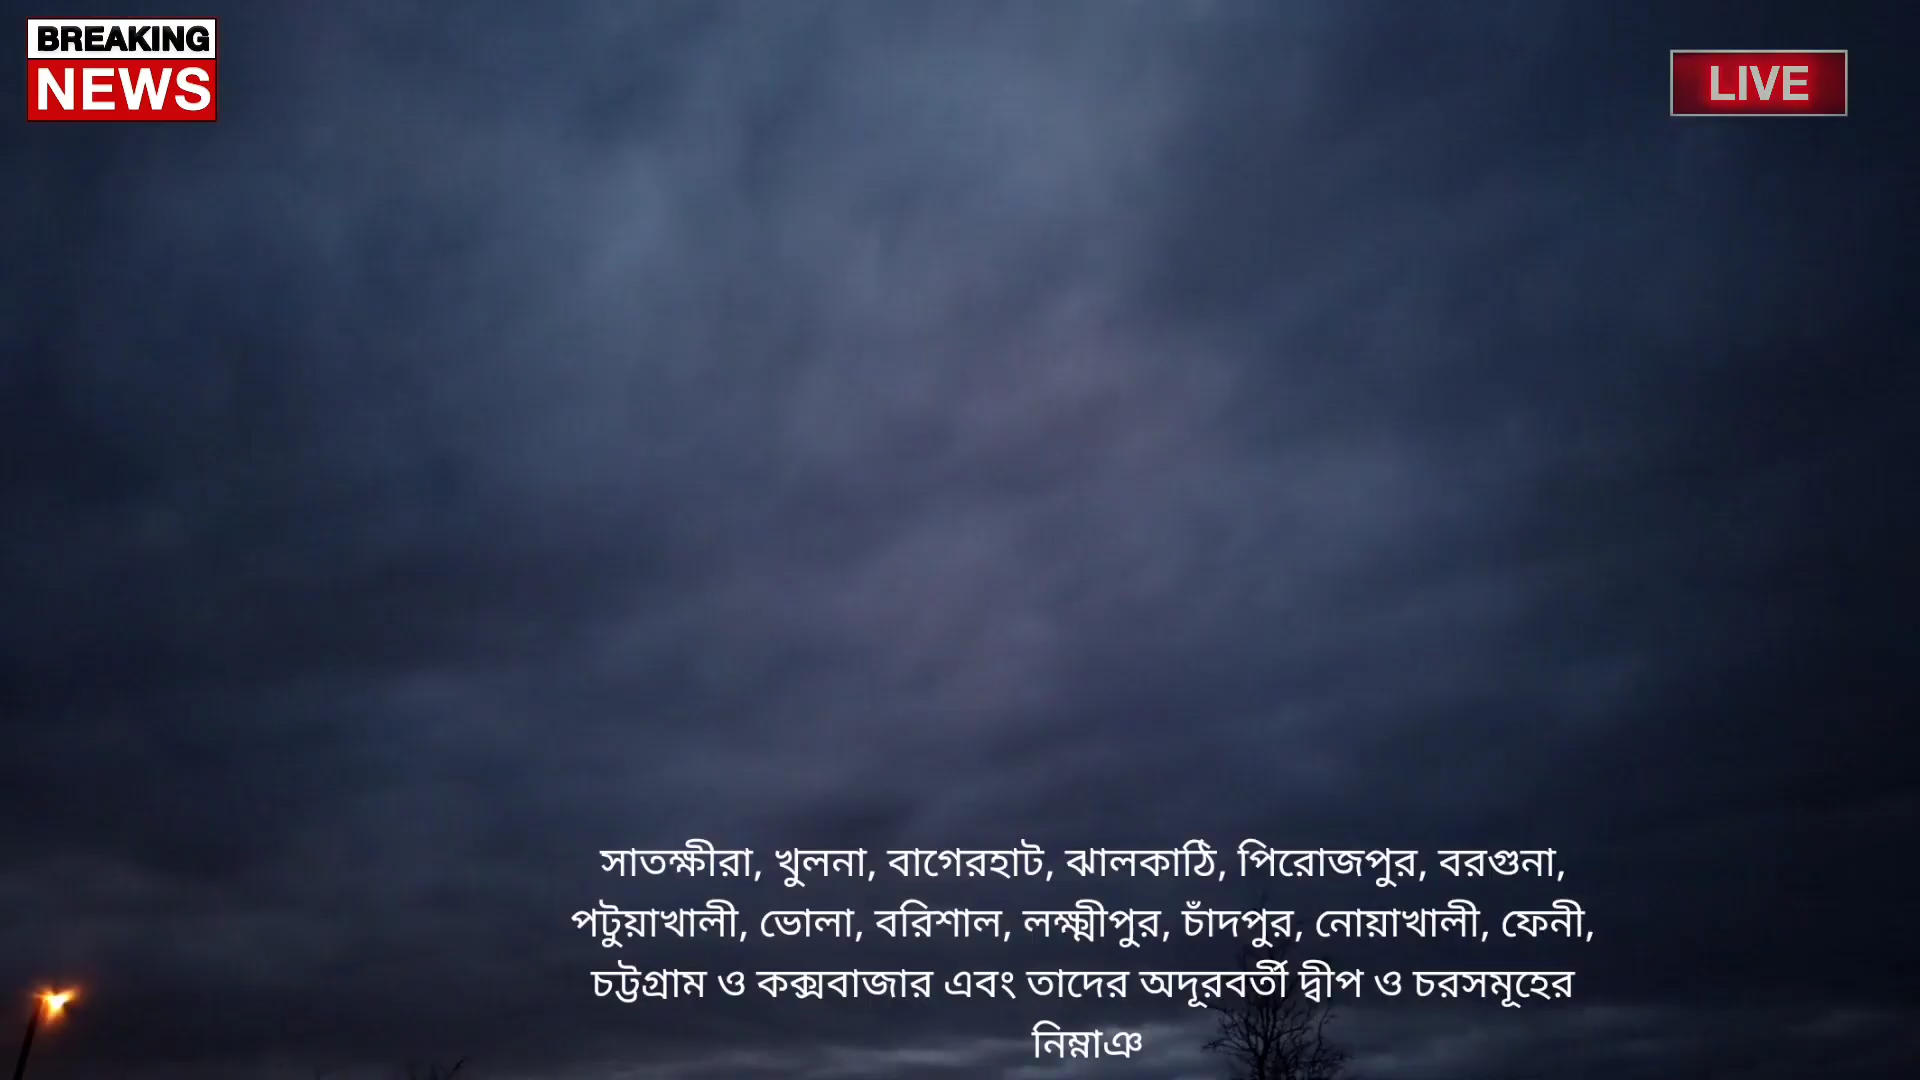 BREAKING
NEWS
LIVE
সাতক্ষীরা, খুলনা, বাগেরহাট, ঝালকাঠি, পিরোজপুর, বরগুনা,
পটুয়াখালী, ভোলা, বরিশাল, লক্ষ্মীপুর, চাঁদপুর, নোয়াখালী, ফেনী,
চট্টগ্রাম ও কক্সবাজার এবং তাদের অদূরবর্তী দ্বীপ ও চরসমূহের
নিম্নাঞ